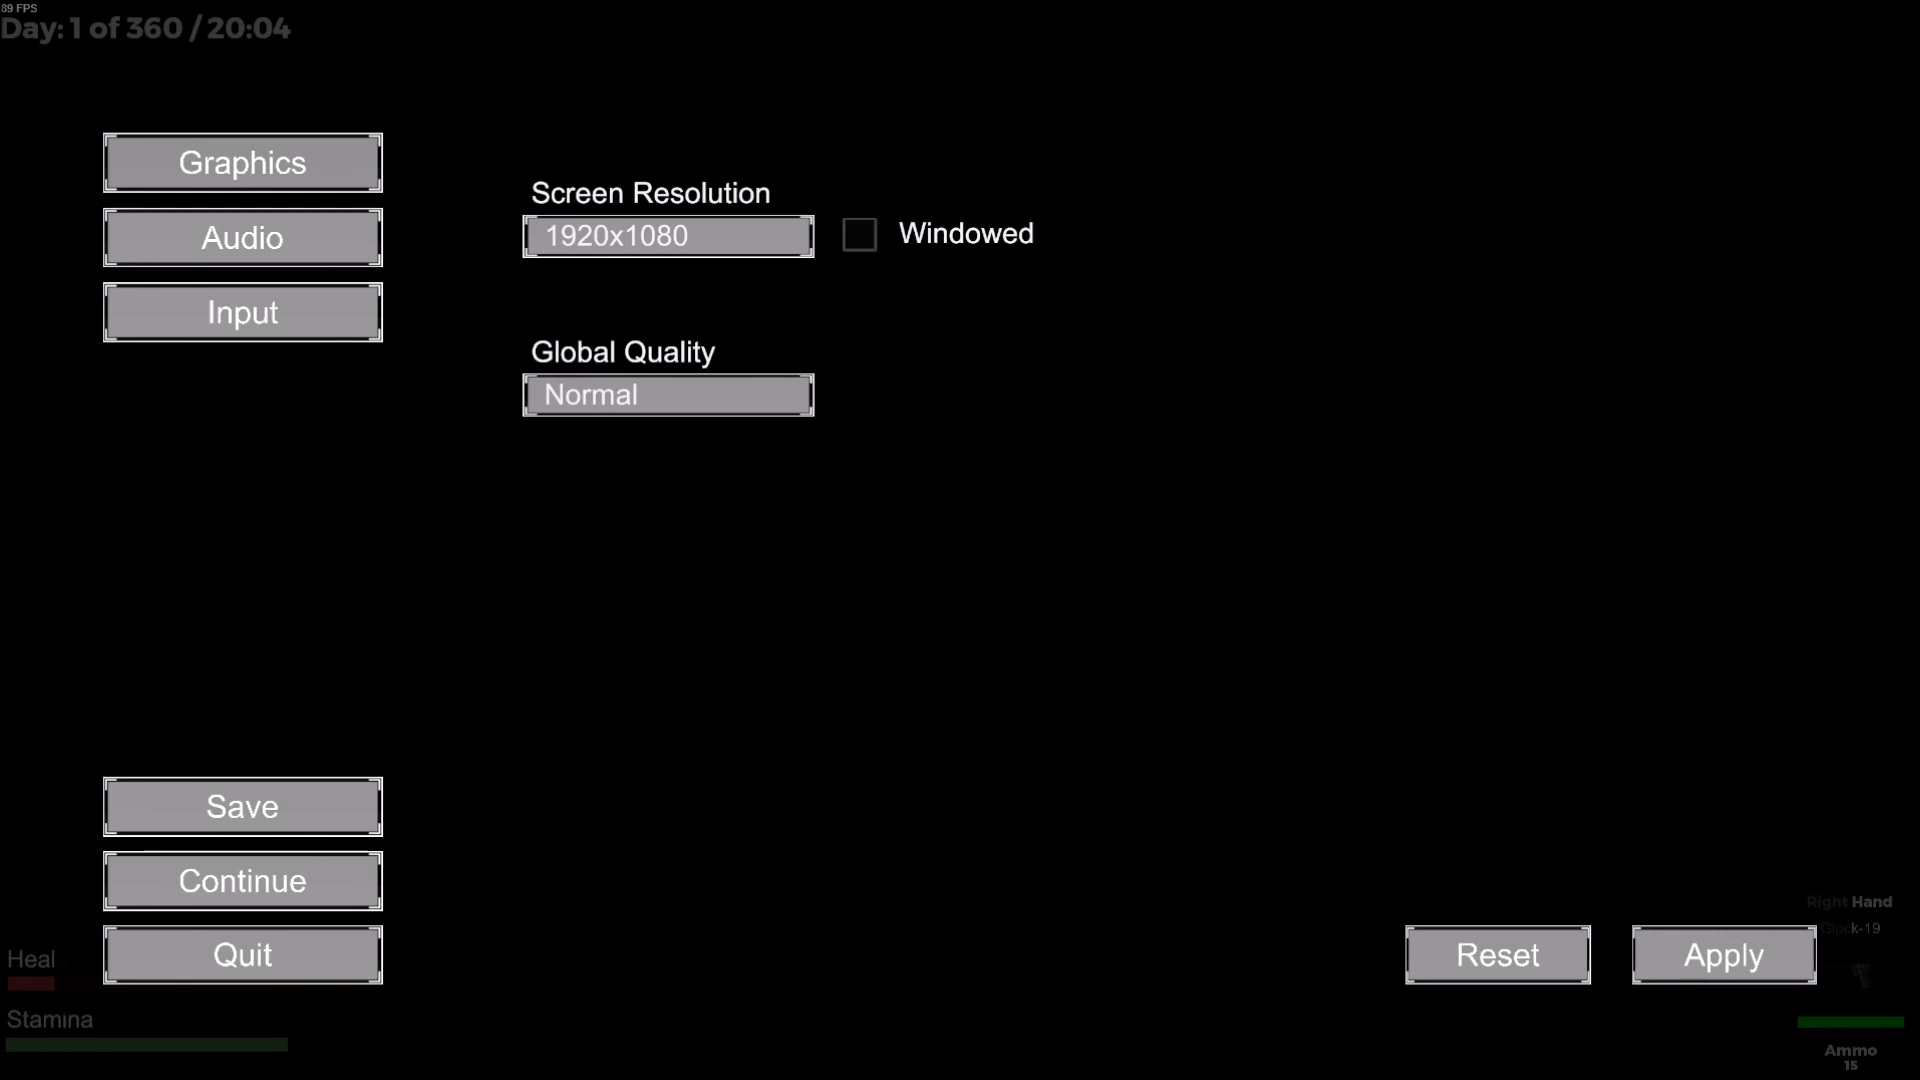 89 FPS
Day: 1 of 360 / 20:04
Graphics
Audio
Input
Screen Resolution
1920x1080
Windowed
Global Quality
Normal
Save
Continue
Quit
Heal
Stamina
Reset
Apply
Right Hand
Glock-19
Ammo
15